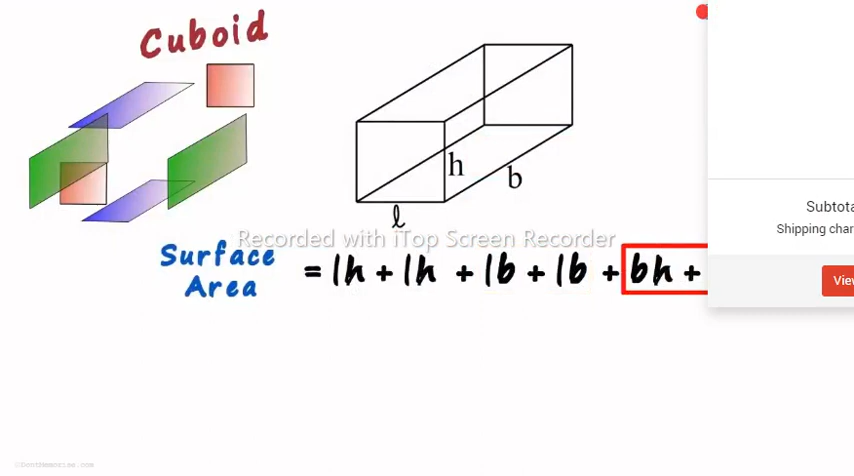 Cuboid
h
b
l
Recorded with iTop Screen Recorder
Surface
Area
= lh + lh + lb + lb + bh +
Subtota
Shipping char
View